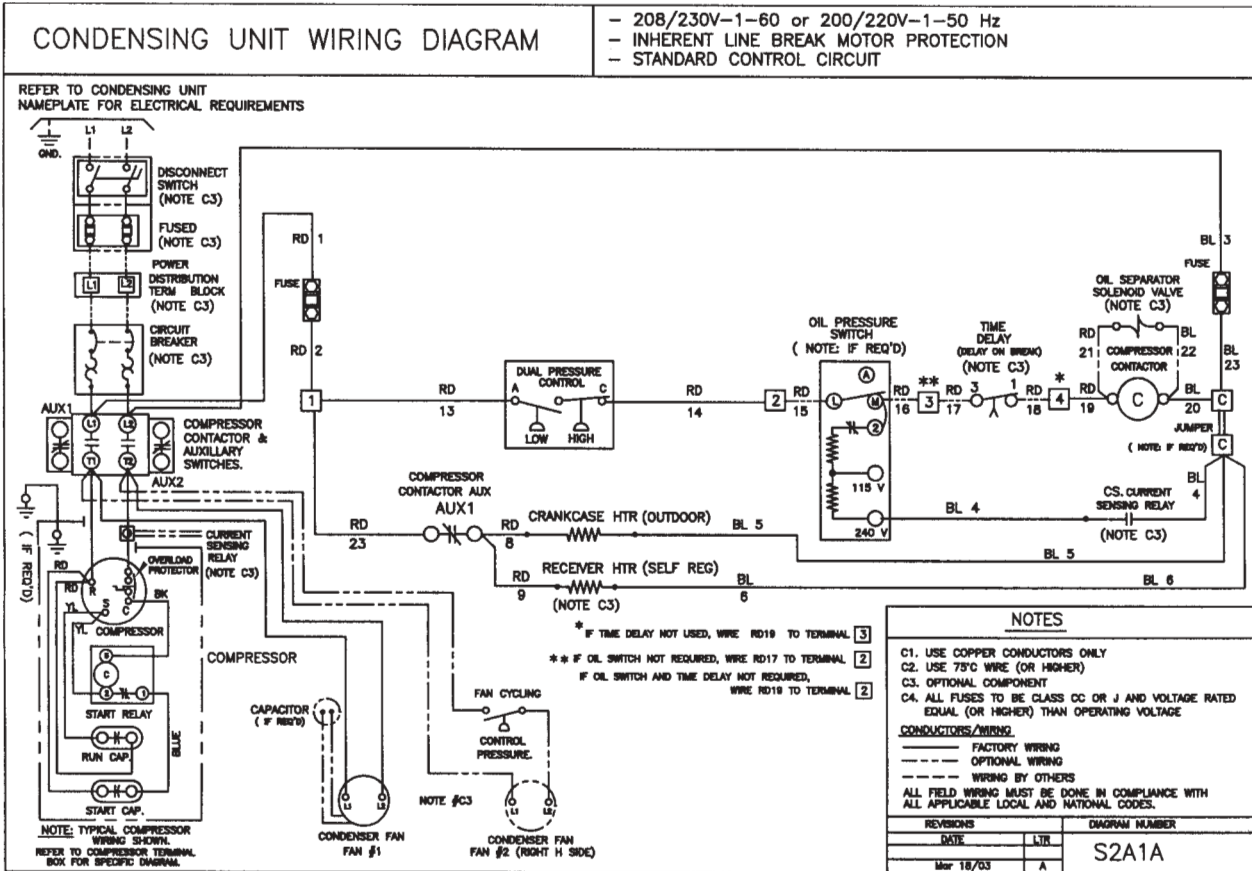 CONDENSING UNIT WIRING DIAGRAM
– 208/230V–1–60 or 200/220V–1–50 Hz
– INHERENT LINE BREAK MOTOR PROTECTION
– STANDARD CONTROL CIRCUIT
REFER TO CONDENSING UNIT
NAMEPLATE FOR ELECTRICAL REQUIREMENTS
L1 L2
GND.
DISCONNECT
SWITCH
(NOTE C3)
FUSED
(NOTE C3)
POWER
DISTRIBUTION
TERM BLOCK
(NOTE C3)
L1 L2
CIRCUIT
BREAKER
(NOTE C3)
AUX1
L1 L2
T1 T2
COMPRESSOR
CONTACTOR &
AUXILLARY
SWITCHES.
AUX2
( IF REQ'D)
CURRENT
SENSING
RELAY
(NOTE C3)
OVERLOAD
PROTECTOR
RD
RD
R
S
C
YL
YL
BK
COMPRESSOR
COMPRESSOR
5
C
2 1
START RELAY
RUN CAP.
BLUE
START CAP.
NOTE: TYPICAL COMPRESSOR
WIRING SHOWN.
REFER TO COMPRESSOR TERMINAL
BOX FOR SPECIFIC DIAGRAM.
RD 1
FUSE
RD 2
1
RD
13
DUAL PRESSURE
CONTROL
A C
LOW HIGH
RD
14
2
RD
15
OIL PRESSURE
SWITCH
( NOTE: IF REQ'D)
A
L M
2
115 V
240 V
RD
16
**
3
RD
17
TIME
DELAY
(DELAY ON BREAK)
(NOTE C3)
3 1
RD
18
*
4
RD
19
OIL SEPARATOR
SOLENOID VALVE
(NOTE C3)
RD
21
BL
22
COMPRESSOR
CONTACTOR
C
BL
20
BL 3
FUSE
BL
23
C
JUMPER
( NOTE: IF REQ'D)
C
BL
4
CS. CURRENT
SENSING RELAY
(NOTE C3)
BL 4
COMPRESSOR
CONTACTOR AUX
AUX1
RD
23
RD
8
CRANKCASE HTR (OUTDOOR)
BL 5
BL 5
RD
9
RECEIVER HTR (SELF REG)
(NOTE C3)
BL
6
BL 6
* IF TIME DELAY NOT USED, WIRE RD19 TO TERMINAL 3
** IF OIL SWITCH NOT REQUIRED, WIRE RD17 TO TERMINAL 2
IF OIL SWITCH AND TIME DELAY NOT REQUIRED,
WIRE RD19 TO TERMINAL 2
CAPACITOR
( IF REQ'D)
FAN CYCLING
CONTROL
PRESSURE.
NOTE #C3
L1 L2
CONDENSER FAN
FAN #1
L1 L2
CONDENSER FAN
FAN #2 (RIGHT H SIDE)
NOTES
C1. USE COPPER CONDUCTORS ONLY
C2. USE 75°C WIRE (OR HIGHER)
C3. OPTIONAL COMPONENT
C4. ALL FUSES TO BE CLASS CC OR J AND VOLTAGE RATED
EQUAL (OR HIGHER) THAN OPERATING VOLTAGE
CONDUCTORS/WIRING
FACTORY WIRING
OPTIONAL WIRING
WIRING BY OTHERS
ALL FIELD WIRING MUST BE DONE IN COMPLIANCE WITH
ALL APPLICABLE LOCAL AND NATIONAL CODES.
REVISIONS
DIAGRAM NUMBER
DATE LTR
Mar 18/03 A
S2A1A